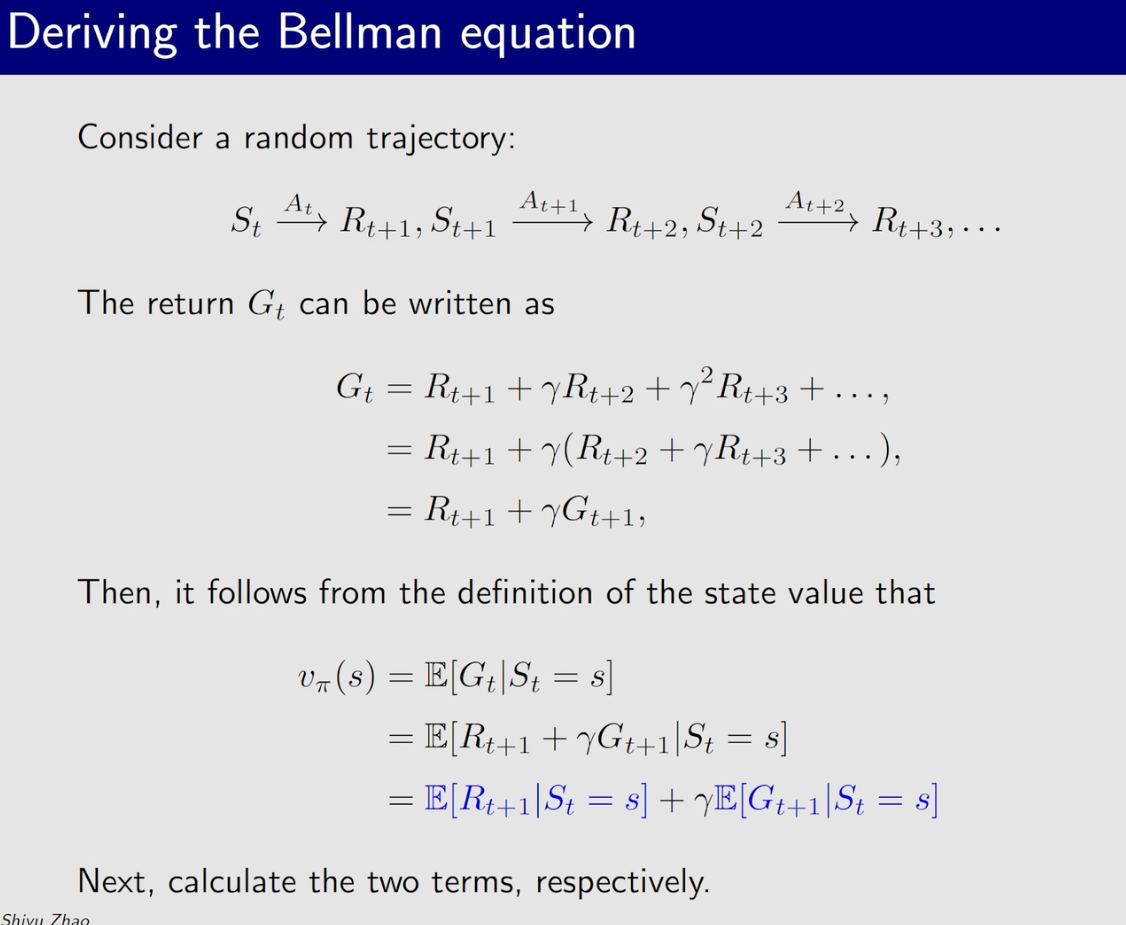 Deriving the Bellman equation
Consider a random trajectory:
$S_t \xrightarrow{A_t} R_{t+1}, S_{t+1} \xrightarrow{A_{t+1}} R_{t+2}, S_{t+2} \xrightarrow{A_{t+2}} R_{t+3}, \dots$
The return $G_t$ can be written as
$G_t = R_{t+1} + \gamma R_{t+2} + \gamma^2 R_{t+3} + \dots,$
$= R_{t+1} + \gamma(R_{t+2} + \gamma R_{t+3} + \dots),$
$= R_{t+1} + \gamma G_{t+1},$
Then, it follows from the definition of the state value that
$v_\pi(s) = \mathbb{E}[G_t|S_t = s]$
$= \mathbb{E}[R_{t+1} + \gamma G_{t+1}|S_t = s]$
$= \mathbb{E}[R_{t+1}|S_t = s] + \gamma \mathbb{E}[G_{t+1}|S_t = s]$
Next, calculate the two terms, respectively.
Shiyu Zhao